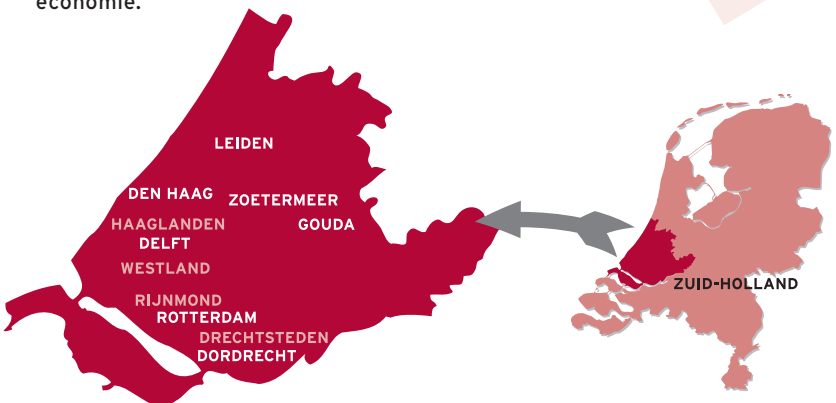 economie.
LEIDEN
DEN HAAG
ZOETERMEER
HAAGLANDEN
GOUDA
DELFT
WESTLAND
RIJNMOND
ROTTERDAM
DRECHTSTEDEN
DORDRECHT
ZUID-HOLLAND